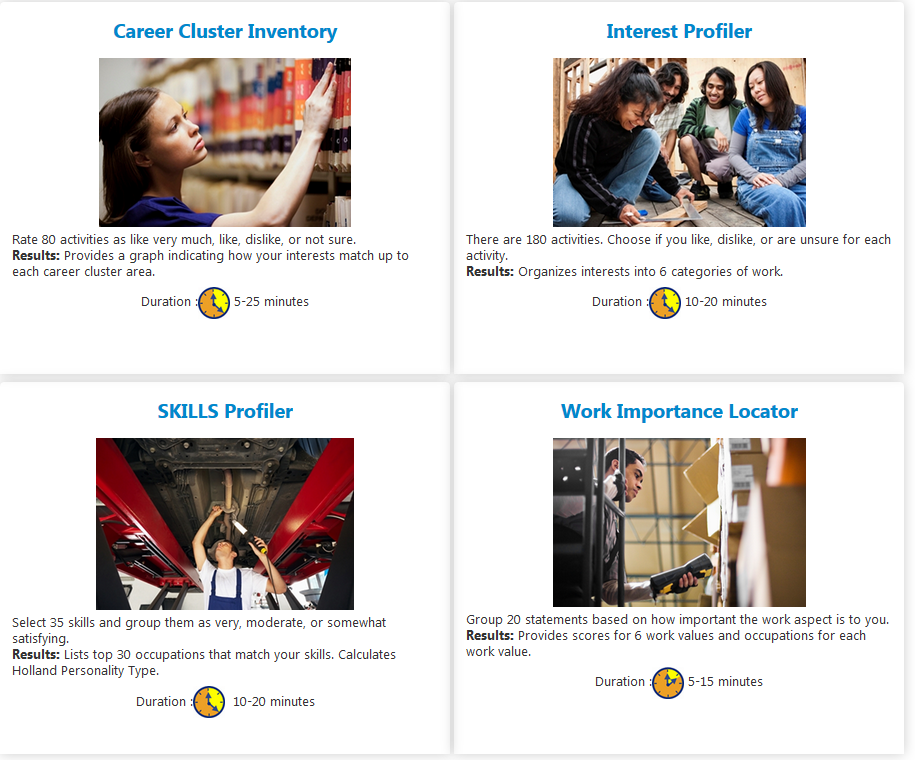 Career Cluster Inventory
Rate 80 activities as like very much, like, dislike, or not sure.
Results: Provides a graph indicating how your interests match up to
each career cluster area.
Duration : 5-25 minutes
Interest Profiler
There are 180 activities. Choose if you like, dislike, or are unsure for each
activity.
Results: Organizes interests into 6 categories of work.
Duration : 10-20 minutes
SKILLS Profiler
Select 35 skills and group them as very, moderate, or somewhat
satisfying.
Results: Lists top 30 occupations that match your skills. Calculates
Holland Personality Type.
Duration : 10-20 minutes
Work Importance Locator
Group 20 statements based on how important the work aspect is to you.
Results: Provides scores for 6 work values and occupations for each
work value.
Duration : 5-15 minutes